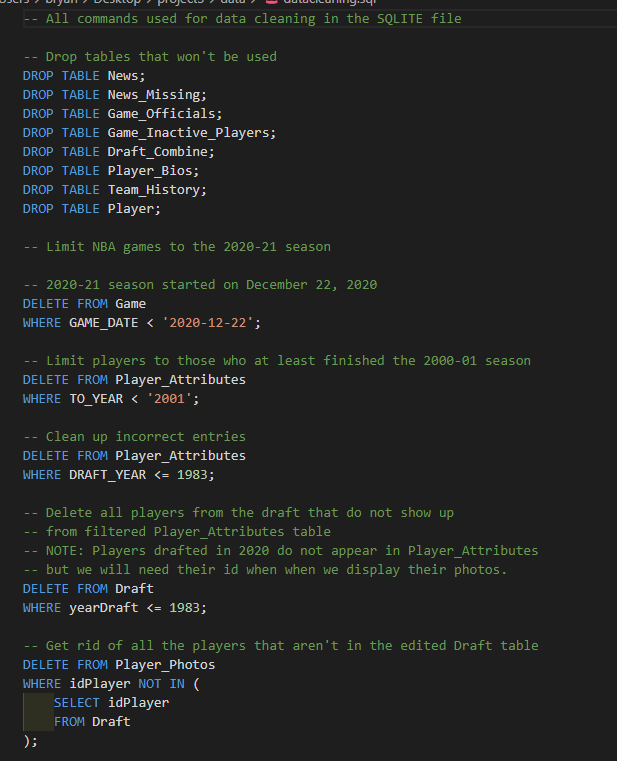 bryan > Desktop > project3 > data > datacleaning.sql
-- All commands used for data cleaning in the SQLITE file
-- Drop tables that won't be used
DROP TABLE News;
DROP TABLE News_Missing;
DROP TABLE Game_Officials;
DROP TABLE Game_Inactive_Players;
DROP TABLE Draft_Combine;
DROP TABLE Player_Bios;
DROP TABLE Team_History;
DROP TABLE Player;
-- Limit NBA games to the 2020-21 season
-- 2020-21 season started on December 22, 2020
DELETE FROM Game
WHERE GAME_DATE < '2020-12-22';
-- Limit players to those who at least finished the 2000-01 season
DELETE FROM Player_Attributes
WHERE TO_YEAR < '2001';
-- Clean up incorrect entries
DELETE FROM Player_Attributes
WHERE DRAFT_YEAR <= 1983;
-- Delete all players from the draft that do not show up
-- from filtered Player_Attributes table
-- NOTE: Players drafted in 2020 do not appear in Player_Attributes
-- but we will need their id when when we display their photos.
DELETE FROM Draft
WHERE yearDraft <= 1983;
-- Get rid of all the players that aren't in the edited Draft table
DELETE FROM Player_Photos
WHERE idPlayer NOT IN (
SELECT idPlayer
FROM Draft
);